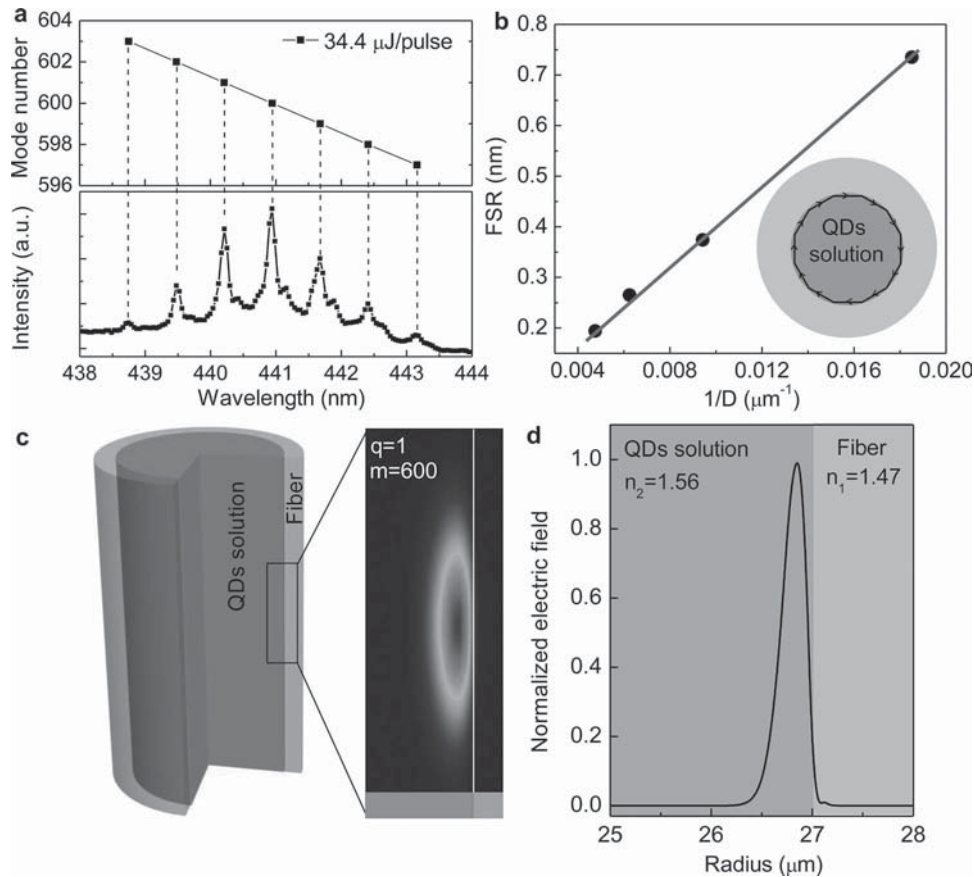 a
604
602
600
598
596
Mode number
34.4 μJ/pulse
Intensity (a.u.)
438 439 440 441 442 443 444
Wavelength (nm)
b
0.8
0.7
0.6
0.5
0.4
0.3
0.2
FSR (nm)
QDs
solution
0.004 0.008 0.012 0.016 0.020
1/D (μm⁻¹)
c
QDs solution
Fiber
q=1
m=600
d
1.0
0.8
0.6
0.4
0.2
0.0
Normalized electric field
QDs solution
n₂=1.56
Fiber
n₁=1.47
25 26 27 28
Radius (μm)